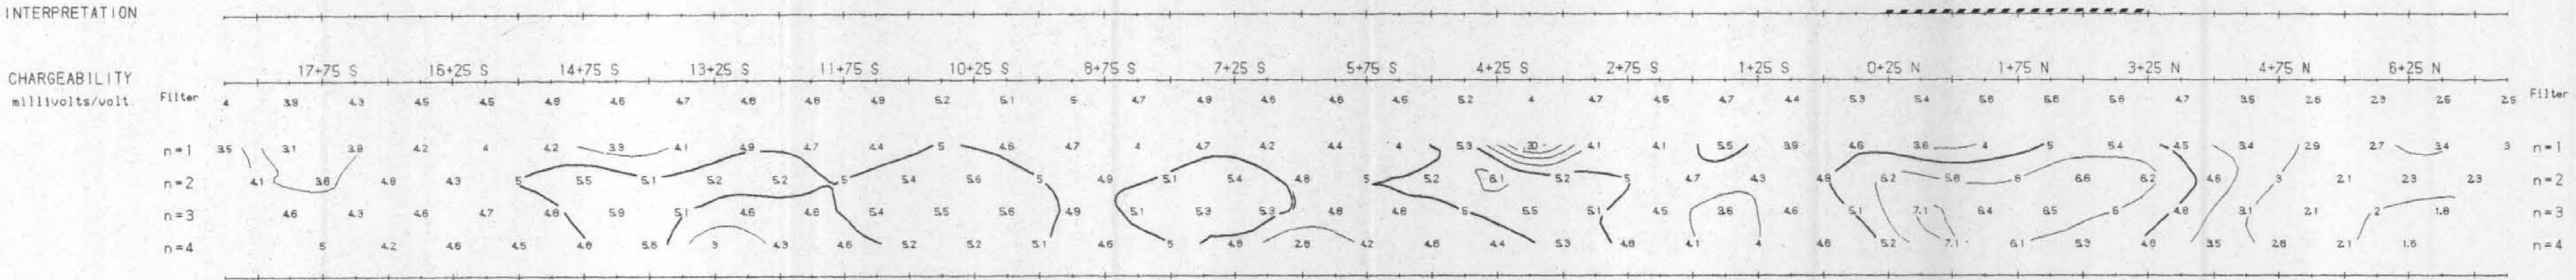 INTERPRETATION
17+75 S 16+25 S 14+75 S 13+25 S 11+75 S 10+25 S 8+75 S 7+25 S 5+75 S 4+25 S 2+75 S 1+25 S 0+25 N 1+75 N 3+25 N 4+75 N 6+25 N
CHARGEABILITY
millivolts/volt Filter 4 3.9 4.3 4.5 4.5 4.8 4.6 4.7 4.8 4.8 4.9 5.2 5.1 5 4.7 4.9 4.6 4.6 4.5 5.2 4 4.7 4.5 4.7 4.4 5.3 5.4 5.6 5.6 5.6 4.7 3.5 2.6 2.3 2.5 2.5 Filter
n=1 3.5 3.1 3.8 4.2 4 4.2 3.3 4.1 4.9 4.7 4.4 5 4.6 4.7 4 4.7 4.2 4.4 4 5.3 4.1 4.1 5.5 3.9 4.6 3.6 4 5 5.4 4.5 3.4 2.9 2.7 3.4 3 n=1
n=2 4.1 3.6 4.8 4.3 5 5.5 5.1 5.2 5.2 5 5.4 5.6 5 4.9 5.1 5.4 4.8 5 5.2 6.1 5.2 5 4.7 4.3 4.8 6.2 5.8 6 6.6 6.2 4.6 3 2.1 2.3 2.3 n=2
n=3 4.6 4.3 4.6 4.7 4.8 5.9 5.1 4.6 4.8 5.4 5.5 5.6 4.9 5.1 5.3 5.3 4.8 4.8 5 5.5 5.1 4.5 3.6 4.6 5.1 7.1 6.4 6.5 6 4.8 3.1 2.1 2 1.8 n=3
n=4 5 4.2 4.6 4.5 4.8 5.8 3 4.3 4.6 5.2 5.2 5.1 4.6 5 4.8 2.8 4.2 4.6 4.4 5.3 4.8 4.1 4 4.6 5.2 7.1 6.1 5.3 4.8 3.5 2.8 2.1 1.6 n=4